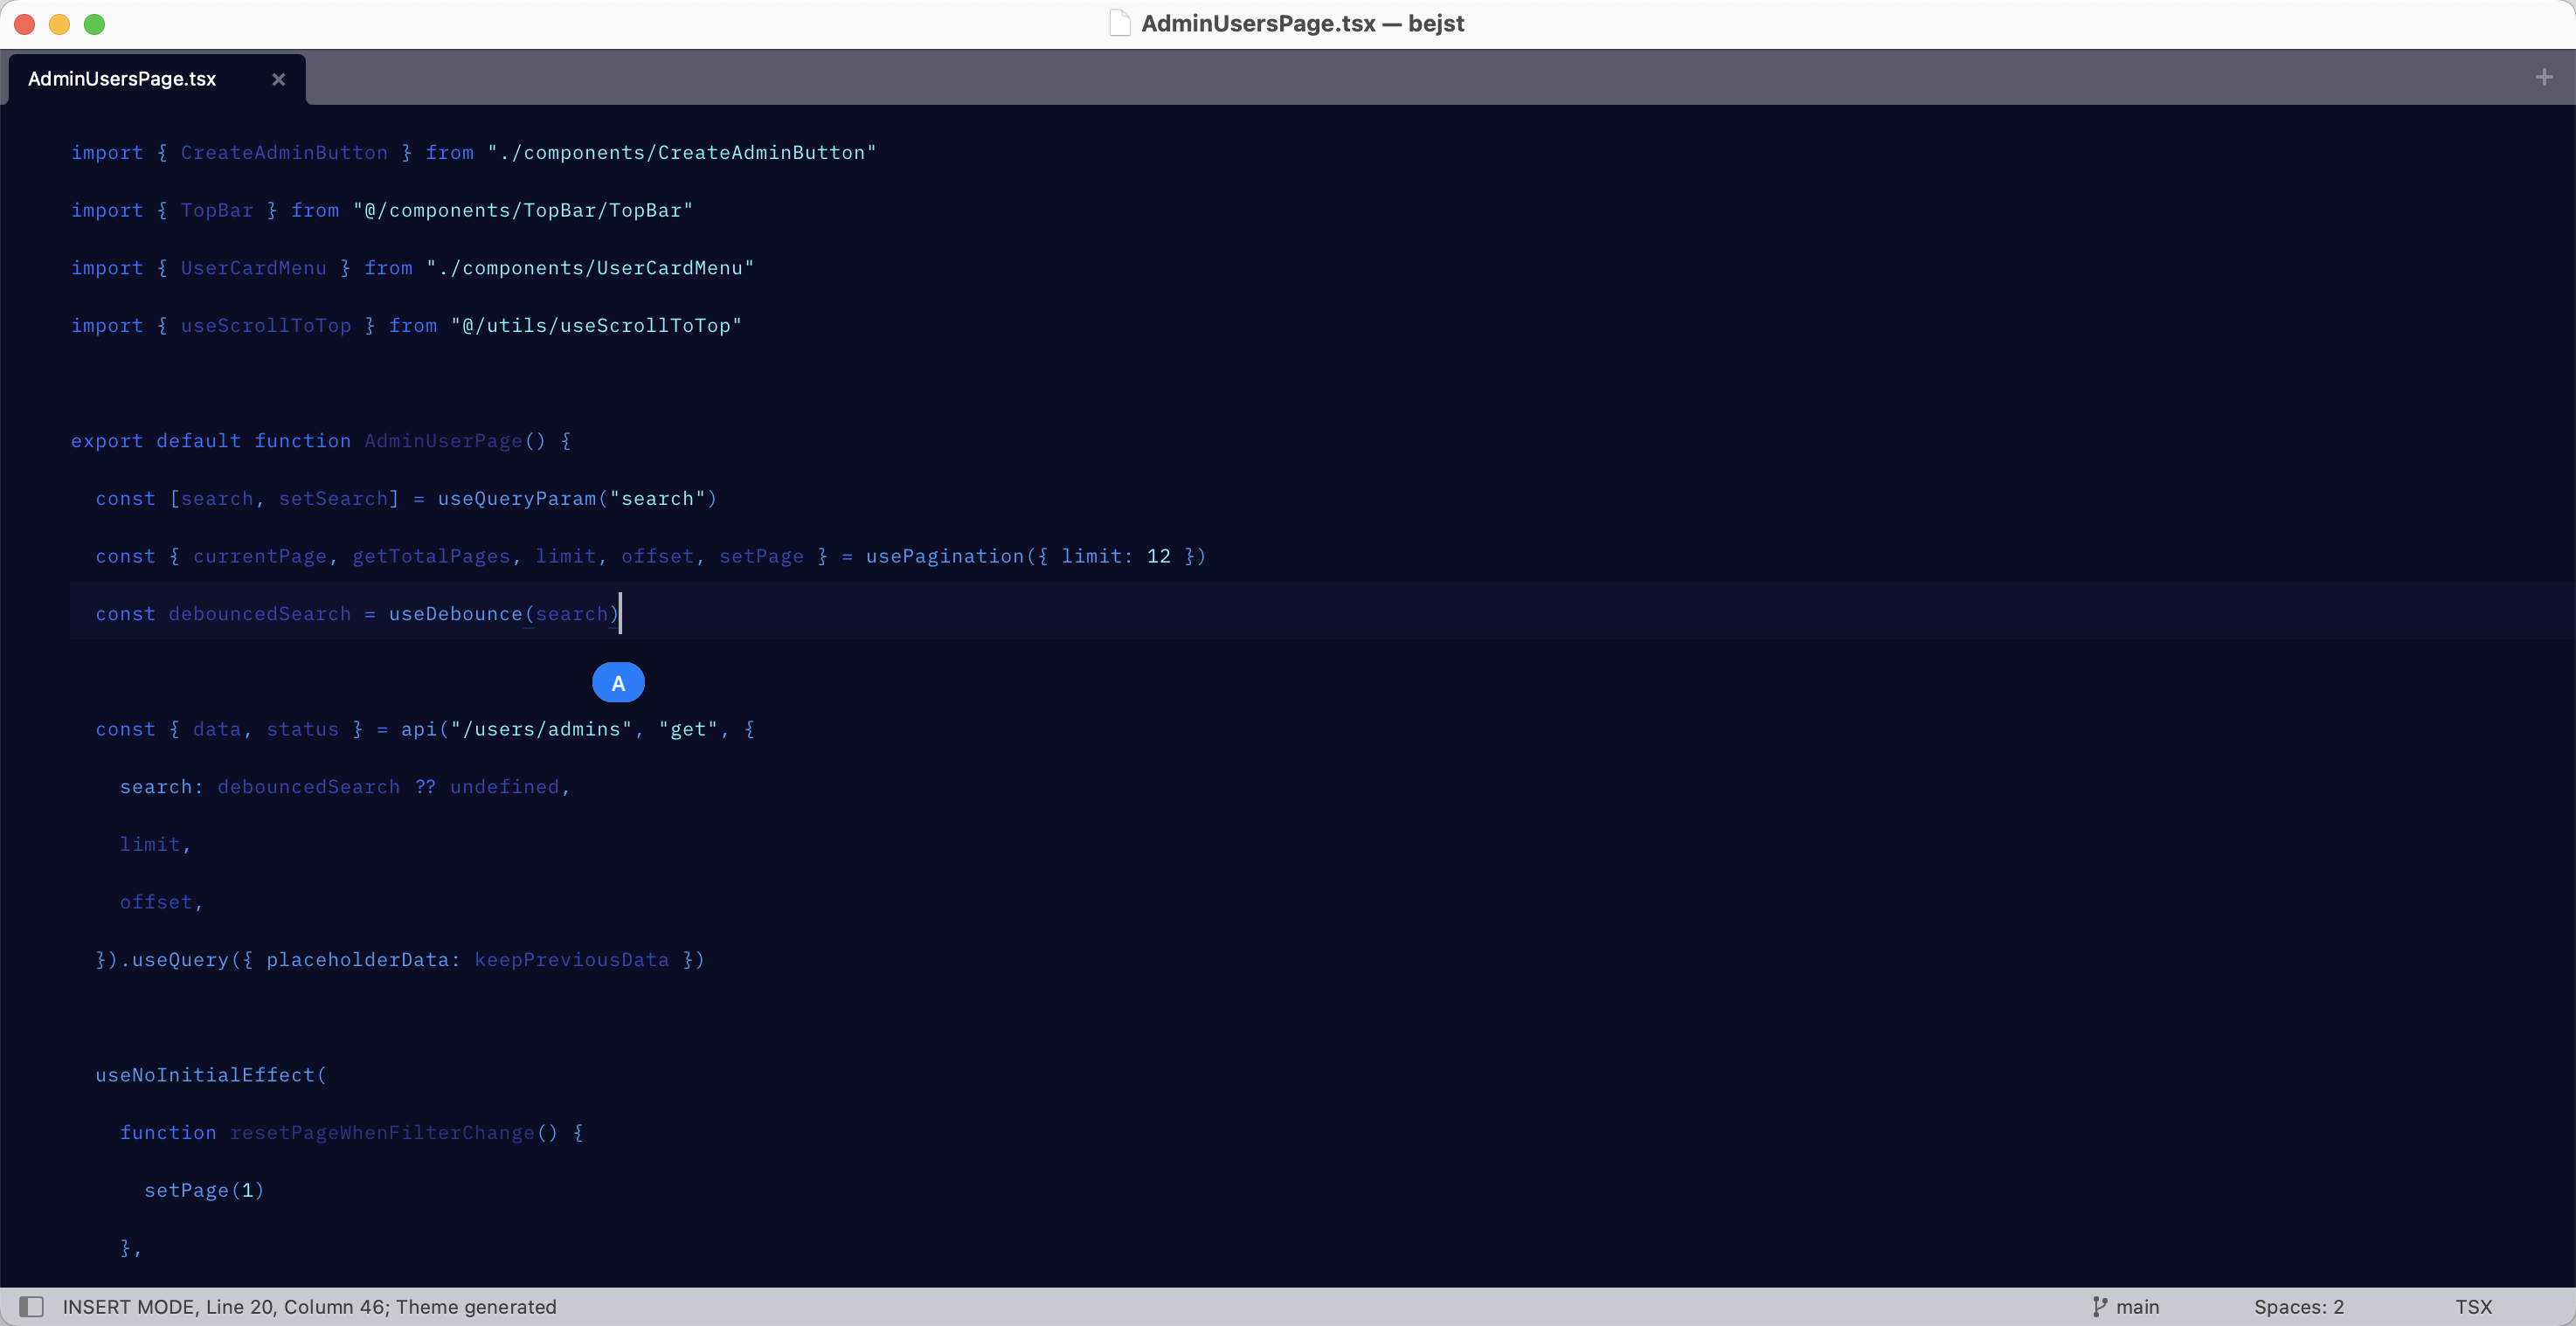 AdminUsersPage.tsx — bejst
AdminUsersPage.tsx
import { CreateAdminButton } from "./components/CreateAdminButton"
import { TopBar } from "@/components/TopBar/TopBar"
import { UserCardMenu } from "./components/UserCardMenu"
import { useScrollToTop } from "@/utils/useScrollToTop"
export default function AdminUserPage() {
  const [search, setSearch] = useQueryParam("search")
  const { currentPage, getTotalPages, limit, offset, setPage } = usePagination({ limit: 12 })
  const debouncedSearch = useDebounce(search)
A
  const { data, status } = api("/users/admins", "get", {
    search: debouncedSearch ?? undefined,
    limit,
    offset,
  }).useQuery({ placeholderData: keepPreviousData })
  useNoInitialEffect(
    function resetPageWhenFilterChange() {
      setPage(1)
    },
INSERT MODE, Line 20, Column 46; Theme generated
main
Spaces: 2
TSX